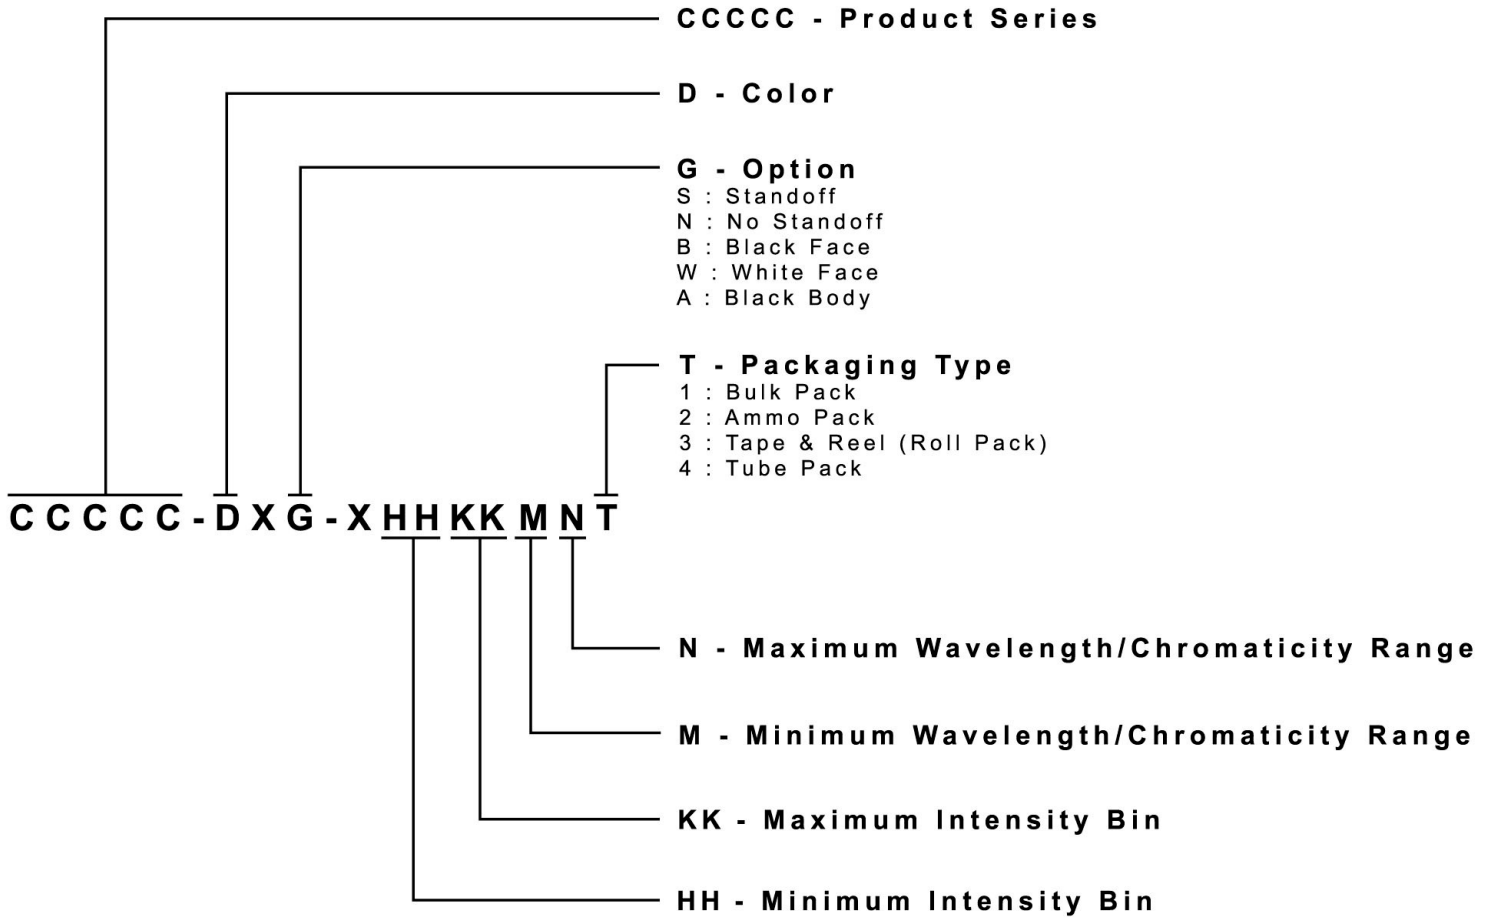 CCCCC - Product Series
D - Color
G - Option
S : Standoff
N : No Standoff
B : Black Face
W : White Face
A : Black Body
T - Packaging Type
1 : Bulk Pack
2 : Ammo Pack
3 : Tape & Reel (Roll Pack)
4 : Tube Pack
CCCCC-DXG-XHHKKMNT
N - Maximum Wavelength/Chromaticity Range
M - Minimum Wavelength/Chromaticity Range
KK - Maximum Intensity Bin
HH - Minimum Intensity Bin